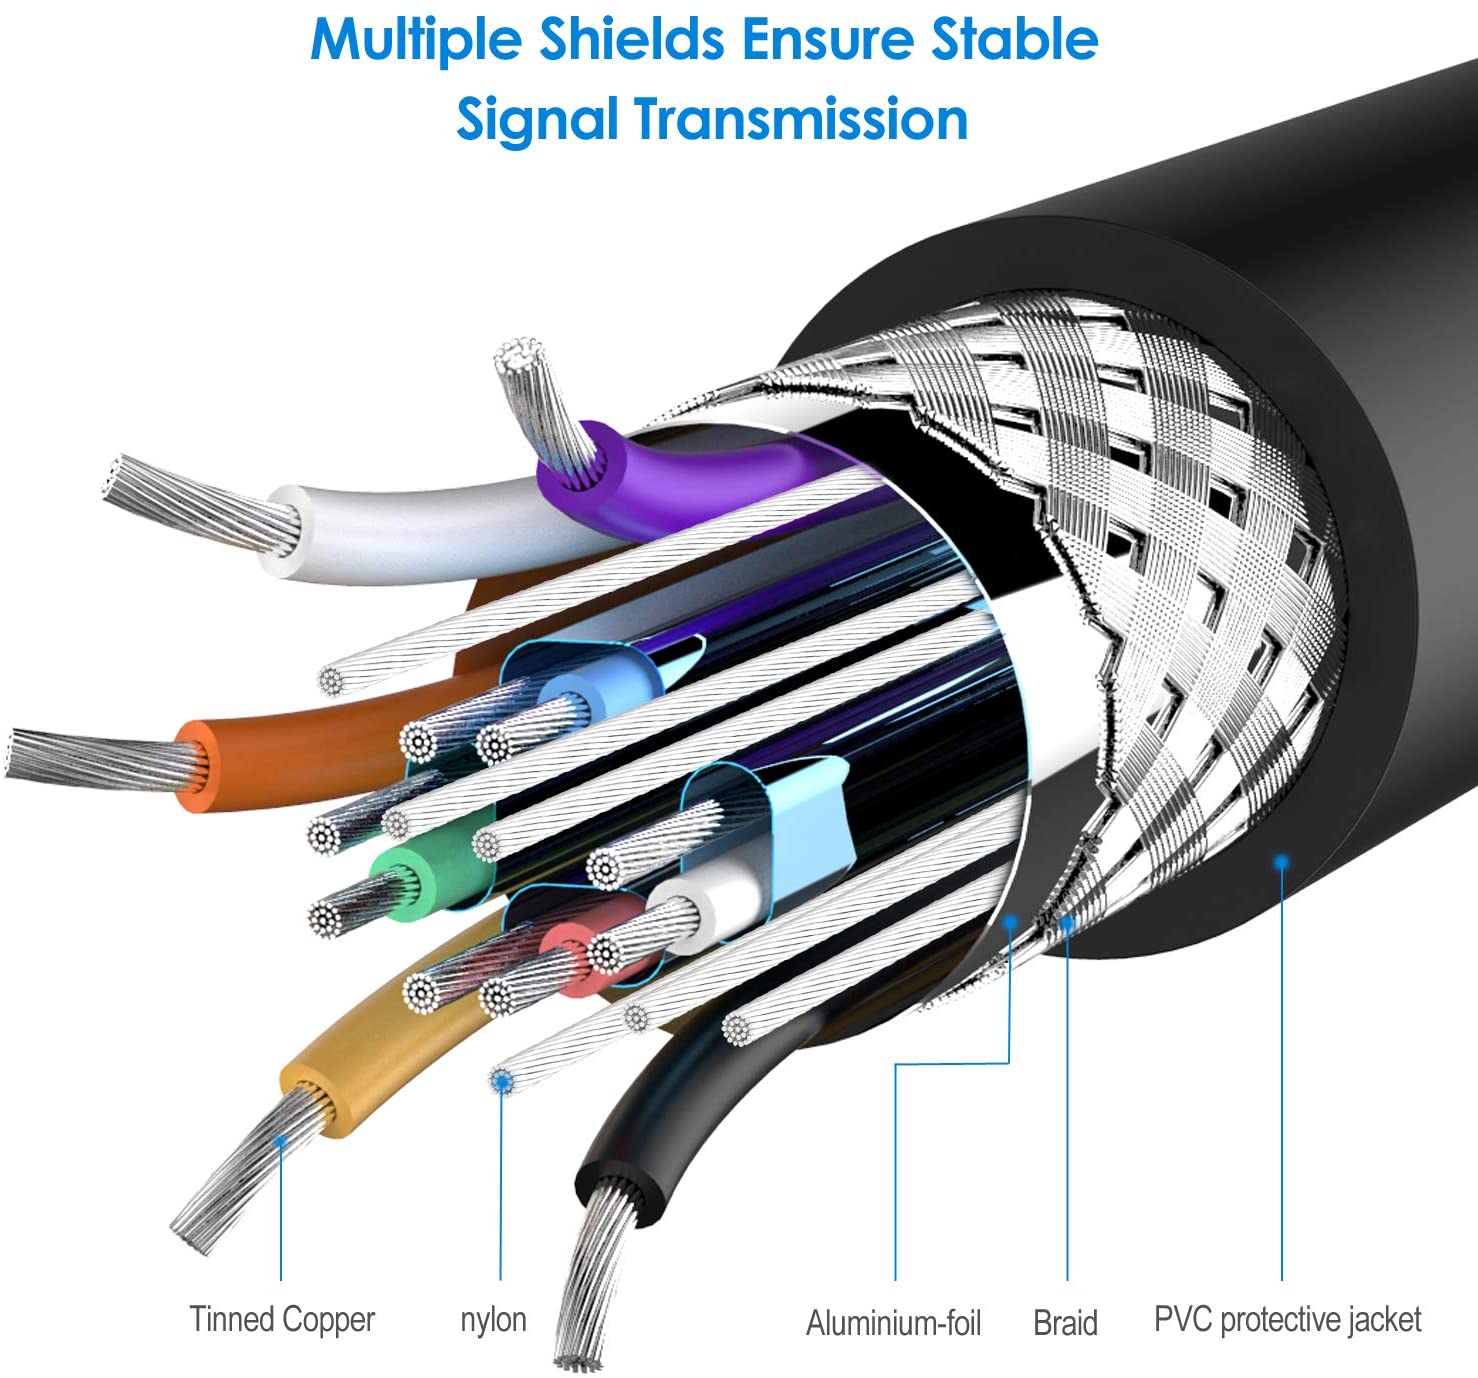 Multiple Shields Ensure Stable
Signal Transmission
Tinned Copper
nylon
Aluminium-foil
Braid
PVC protective jacket